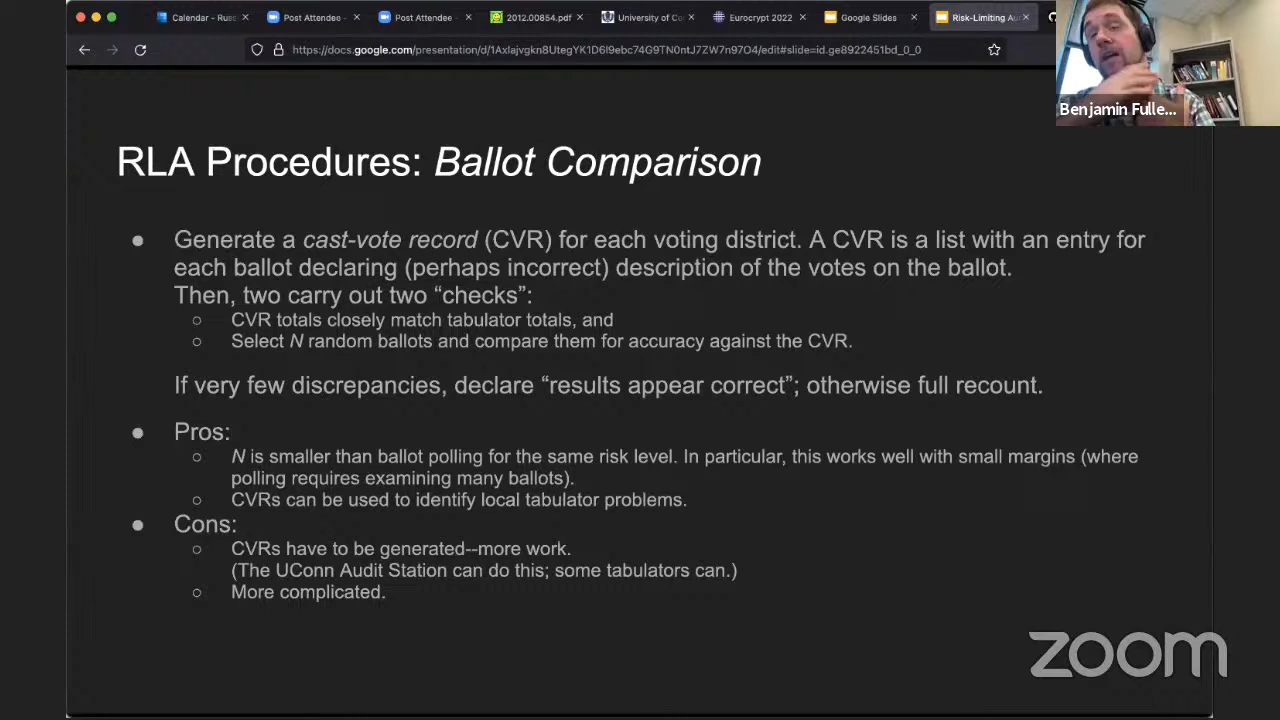 Calendar - Russ
Post Attendee -
Post Attendee -
2012.00854.pdf
University of Co
Eurocrypt 2022
Google Slides
Risk-Limiting Au
https://docs.google.com/presentation/d/1AxIajvgkn8UtegYK1D6I9ebc74G9TN0ntJ7ZW7n97O4/edit#slide=id.ge8922451bd_0_0
Benjamin Fulle...
RLA Procedures: Ballot Comparison
● Generate a cast-vote record (CVR) for each voting district. A CVR is a list with an entry for
each ballot declaring (perhaps incorrect) description of the votes on the ballot.
Then, two carry out two “checks”:
○ CVR totals closely match tabulator totals, and
○ Select N random ballots and compare them for accuracy against the CVR.
If very few discrepancies, declare “results appear correct”; otherwise full recount.
● Pros:
○ N is smaller than ballot polling for the same risk level. In particular, this works well with small margins (where
polling requires examining many ballots).
○ CVRs can be used to identify local tabulator problems.
● Cons:
○ CVRs have to be generated--more work.
(The UConn Audit Station can do this; some tabulators can.)
○ More complicated.
zoom